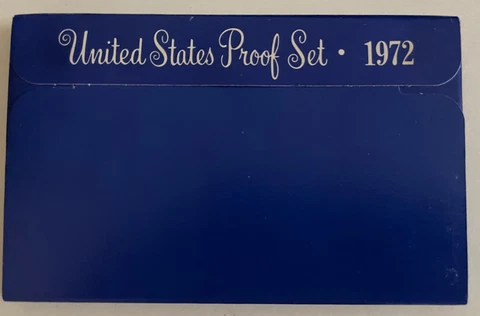 United States Proof Set • 1972